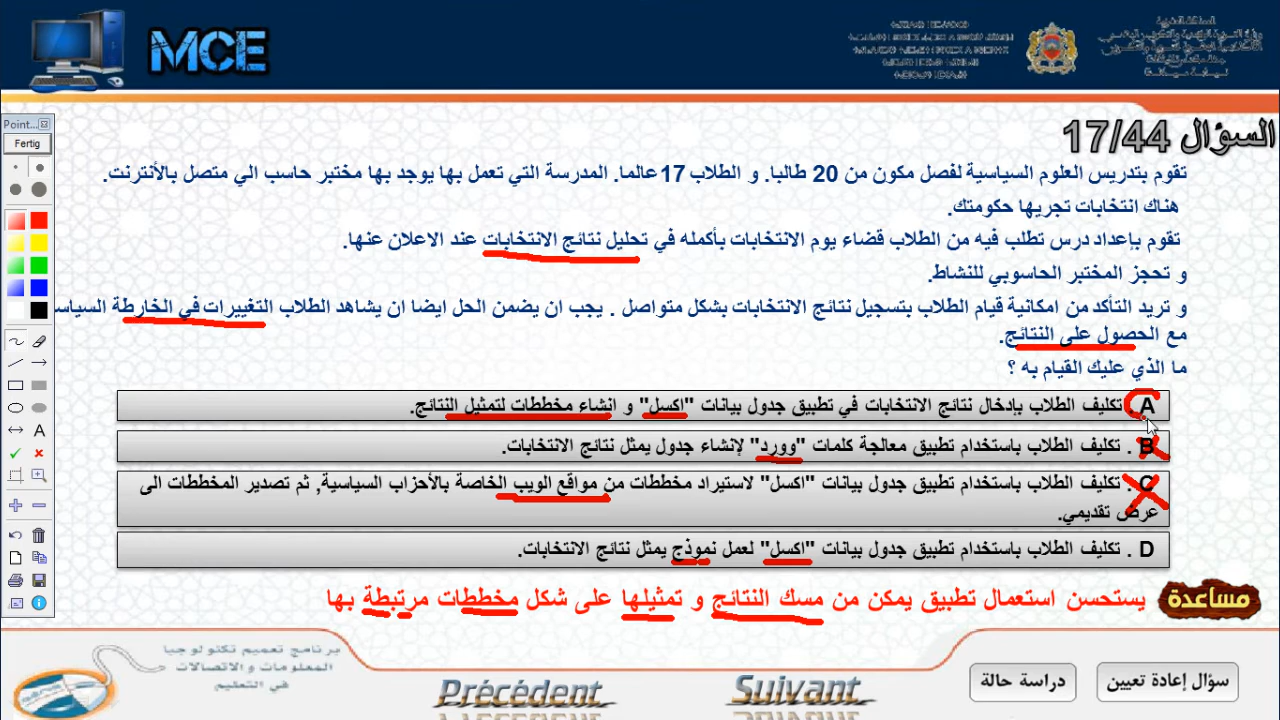 MCE
السؤال 17/44
Point...
Fertig
تقوم بتدريس العلوم السياسية لفصل مكون من 20 طالبا. و الطلاب 17 عالما. المدرسة التي تعمل بها يوجد بها مختبر حاسب الي متصل بالأنترنت.
هناك انتخابات تجريها حكومتك.
تقوم بإعداد درس تطلب فيه من الطلاب قضاء يوم الانتخابات بأكمله في تحليل نتائج الانتخابات عند الاعلان عنها.
و تحجز المختبر الحاسوبي للنشاط.
و تريد التأكد من امكانية قيام الطلاب بتسجيل نتائج الانتخابات بشكل متواصل . يجب ان يضمن الحل ايضا ان يشاهد الطلاب التغييرات في الخارطة السياس
مع الحصول على النتائج.
ما الذي عليك القيام به ؟
A . تكليف الطلاب بإدخال نتائج الانتخابات في تطبيق جدول بيانات "اكسل" و انشاء مخططات لتمثيل النتائج.
B . تكليف الطلاب باستخدام تطبيق معالجة كلمات "وورد" لإنشاء جدول يمثل نتائج الانتخابات.
C . تكليف الطلاب باستخدام تطبيق جدول بيانات "اكسل" لاستيراد مخططات من مواقع الويب الخاصة بالأحزاب السياسية, ثم تصدير المخططات الى
عرض تقديمي.
D . تكليف الطلاب باستخدام تطبيق جدول بيانات "اكسل" لعمل نموذج يمثل نتائج الانتخابات.
مساعدة
يستحسن استعمال تطبيق يمكن من مسك النتائج و تمثيلها على شكل مخططات مرتبطة بها
برنامج تعميم تكنولوجيا
المعلومات و الاتصالات
في التعليم
Précédent
Suivant
دراسة حالة
سؤال إعادة تعيين